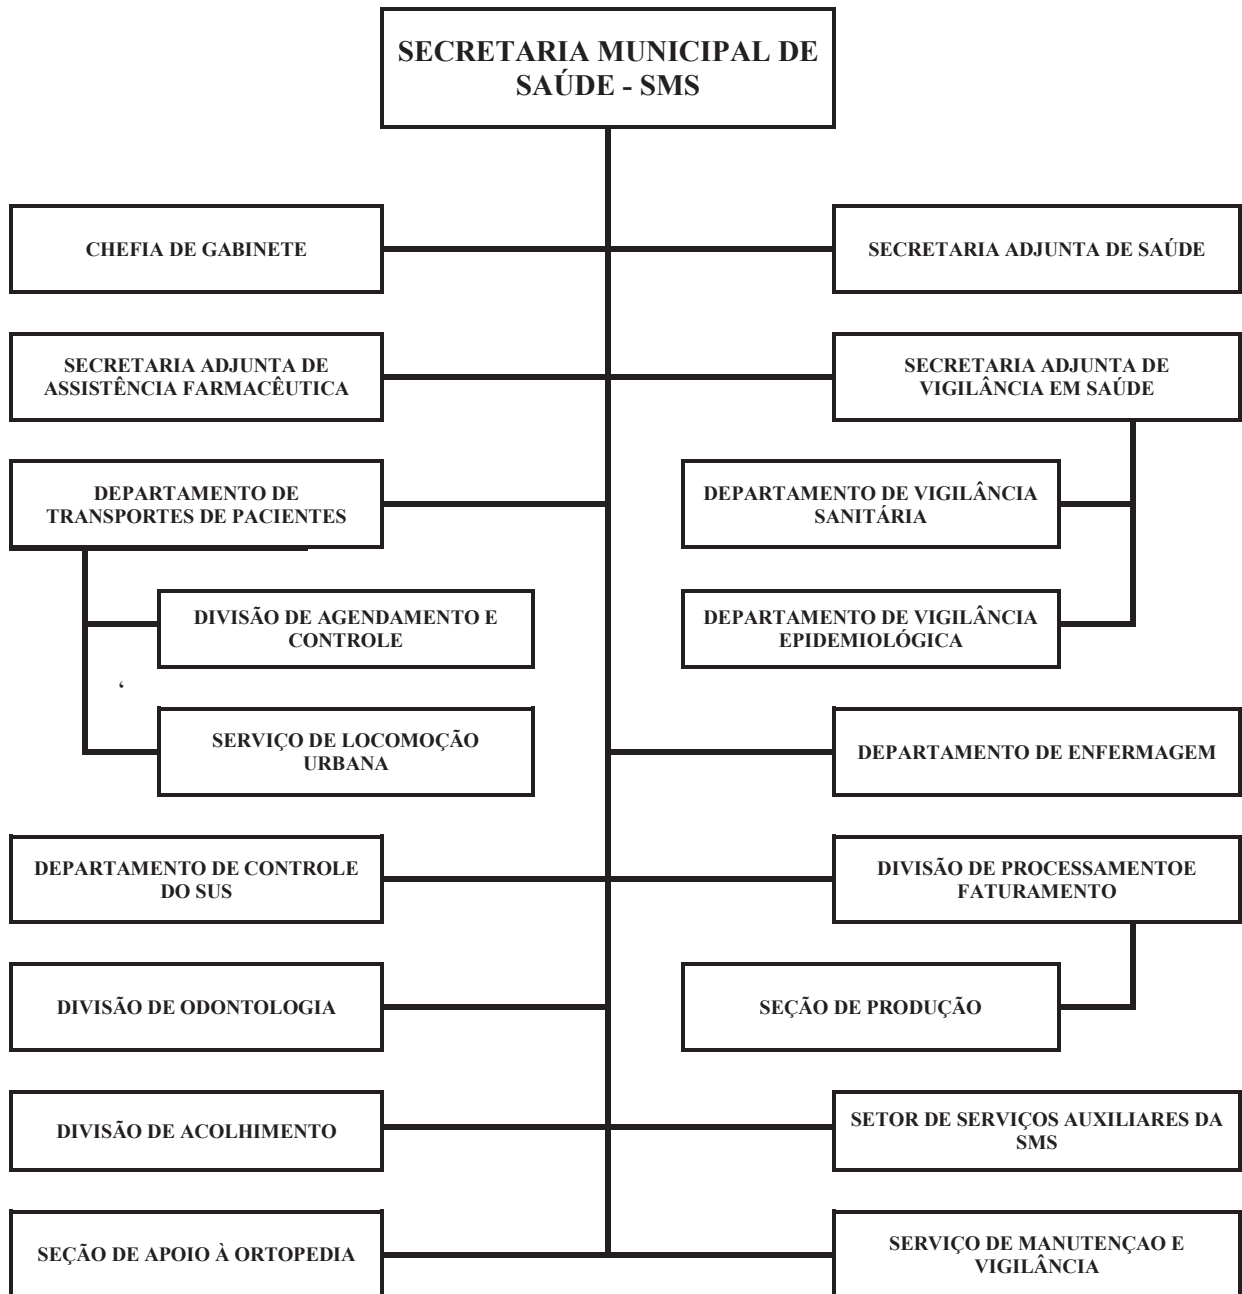 SECRETARIA MUNICIPAL DE
SAÚDE - SMS
CHEFIA DE GABINETE
SECRETARIA ADJUNTA DE SAÚDE
SECRETARIA ADJUNTA DE
ASSISTÊNCIA FARMACÊUTICA
SECRETARIA ADJUNTA DE
VIGILÂNCIA EM SAÚDE
DEPARTAMENTO DE
TRANSPORTES DE PACIENTES
DEPARTAMENTO DE VIGILÂNCIA
SANITÁRIA
DIVISÃO DE AGENDAMENTO E
CONTROLE
DEPARTAMENTO DE VIGILÂNCIA
EPIDEMIOLÓGICA
‘
SERVIÇO DE LOCOMOÇÃO
URBANA
DEPARTAMENTO DE ENFERMAGEM
DEPARTAMENTO DE CONTROLE
DO SUS
DIVISÃO DE PROCESSAMENTOE
FATURAMENTO
DIVISÃO DE ODONTOLOGIA
SEÇÃO DE PRODUÇÃO
DIVISÃO DE ACOLHIMENTO
SETOR DE SERVIÇOS AUXILIARES DA
SMS
SEÇÃO DE APOIO À ORTOPEDIA
SERVIÇO DE MANUTENÇAO E
VIGILÂNCIA